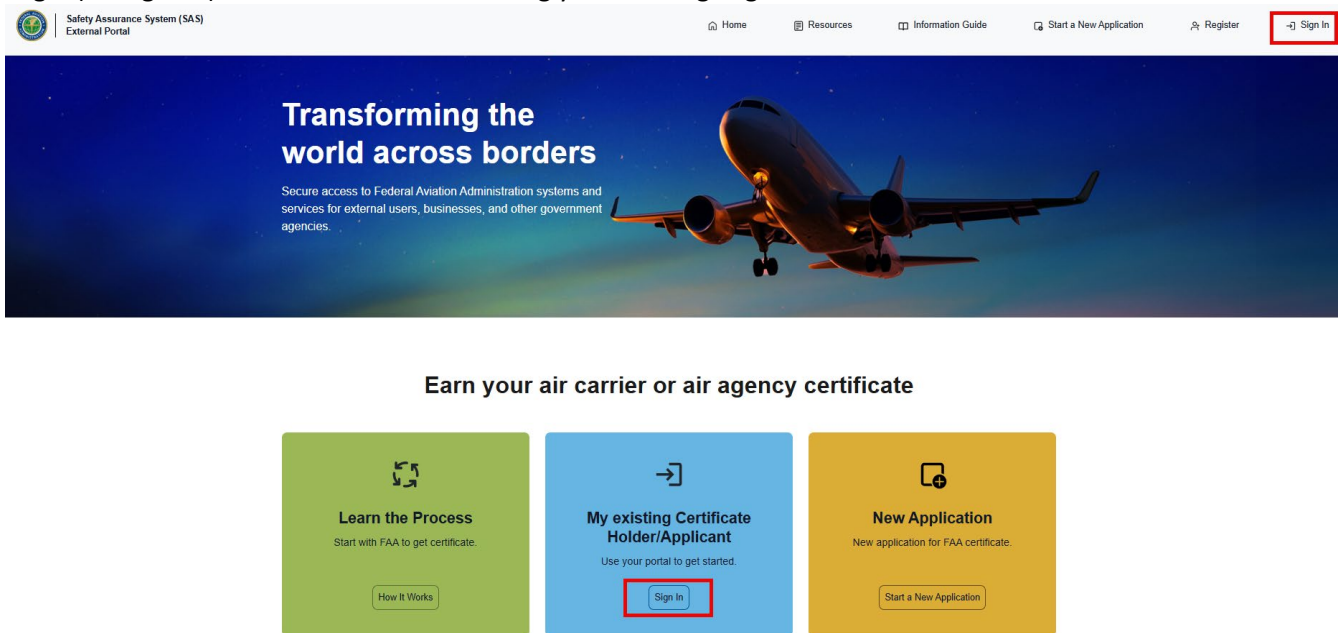 Safety Assurance System (SAS)
External Portal
Home
Resources
Information Guide
Start a New Application
Register
Sign In
Transforming the
world across borders
Secure access to Federal Aviation Administration systems and
services for external users, businesses, and other government
agencies.
Earn your air carrier or air agency certificate
Learn the Process
Start with FAA to get certificate.
How It Works
My existing Certificate
Holder/Applicant
Use your portal to get started.
Sign In
New Application
New application for FAA certificate.
Start a New Application